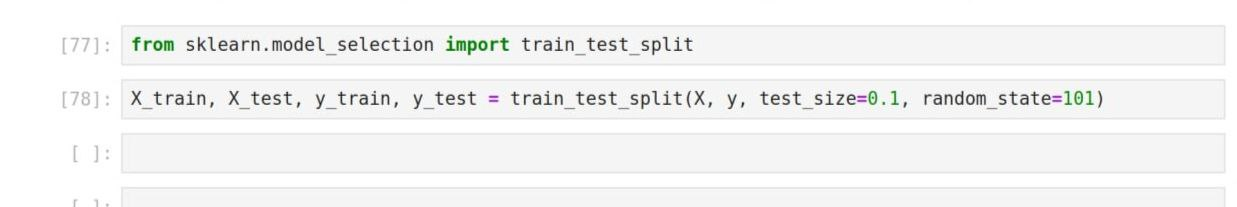 [77]: from sklearn.model_selection import train_test_split
[78]: X_train, X_test, y_train, y_test = train_test_split(X, y, test_size=0.1, random_state=101)
[ ]:
[ ]: